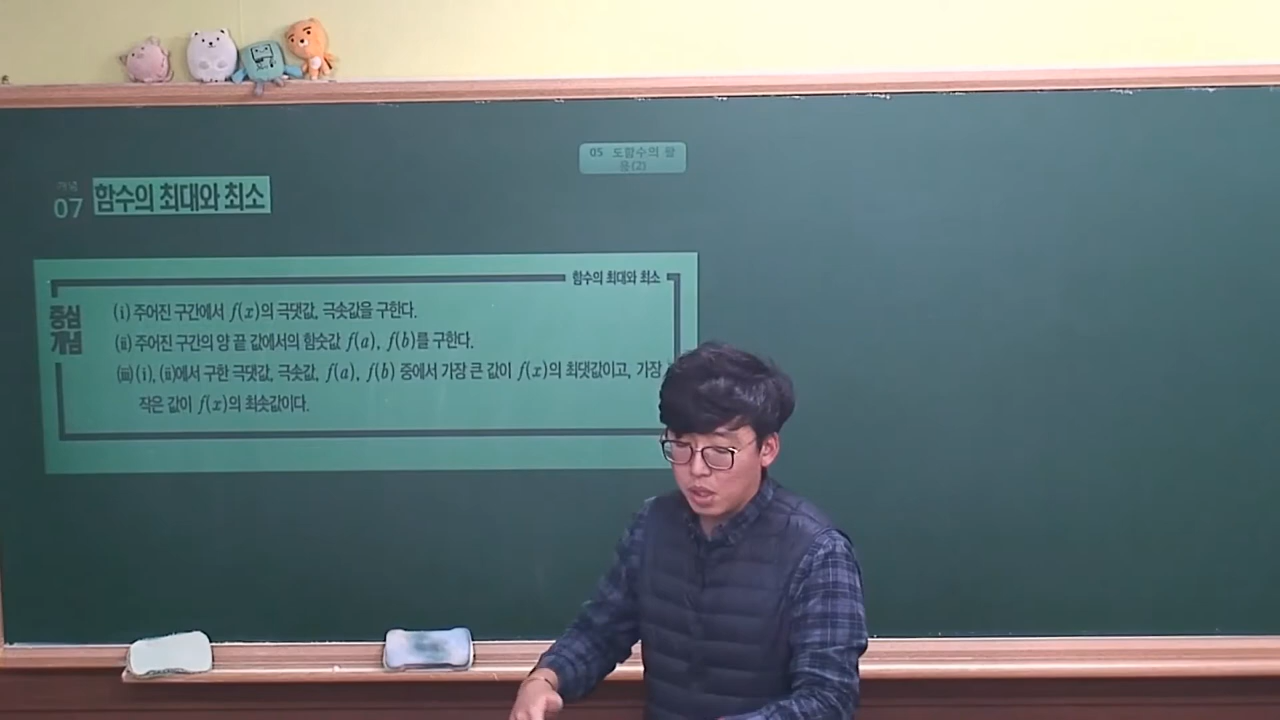 05 도함수의 활
용(2)
개념
07 함수의 최대와 최소
함수의 최대와 최소
중심
개념
(ⅰ) 주어진 구간에서 f(x)의 극댓값, 극솟값을 구한다.
(ⅱ) 주어진 구간의 양 끝 값에서의 함숫값 f(a), f(b)를 구한다.
(ⅲ) (ⅰ), (ⅱ)에서 구한 극댓값, 극솟값, f(a), f(b) 중에서 가장 큰 값이 f(x)의 최댓값이고, 가장
작은 값이 f(x)의 최솟값이다.